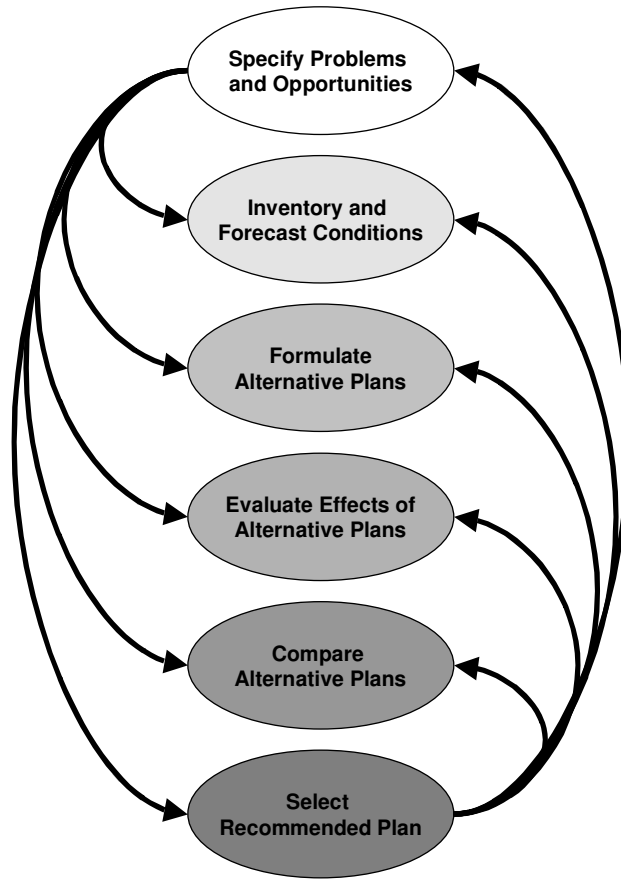 Specify Problems
and Opportunities
Inventory and
Forecast Conditions
Formulate
Alternative Plans
Evaluate Effects of
Alternative Plans
Compare
Alternative Plans
Select
Recommended Plan